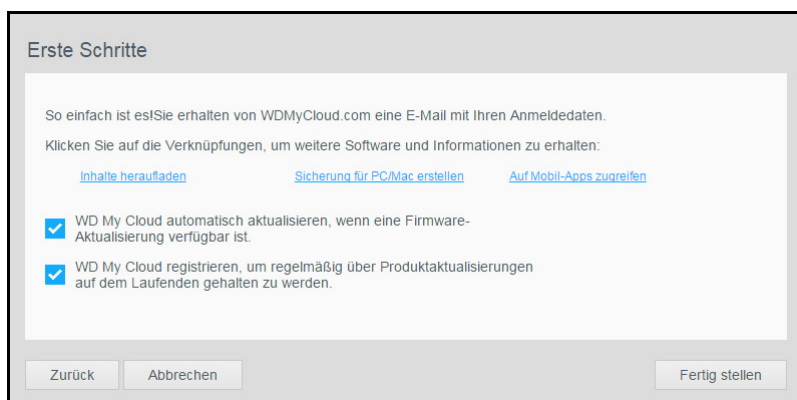 Erste Schritte
So einfach ist es!Sie erhalten von WDMyCloud.com eine E-Mail mit Ihren Anmeldedaten.
Klicken Sie auf die Verknüpfungen, um weitere Software und Informationen zu erhalten:
Inhalte heraufladen Sicherung für PC/Mac erstellen Auf Mobil-Apps zugreifen
WD My Cloud automatisch aktualisieren, wenn eine Firmware-
Aktualisierung verfügbar ist.
WD My Cloud registrieren, um regelmäßig über Produktaktualisierungen
auf dem Laufenden gehalten zu werden.
Zurück Abbrechen Fertig stellen